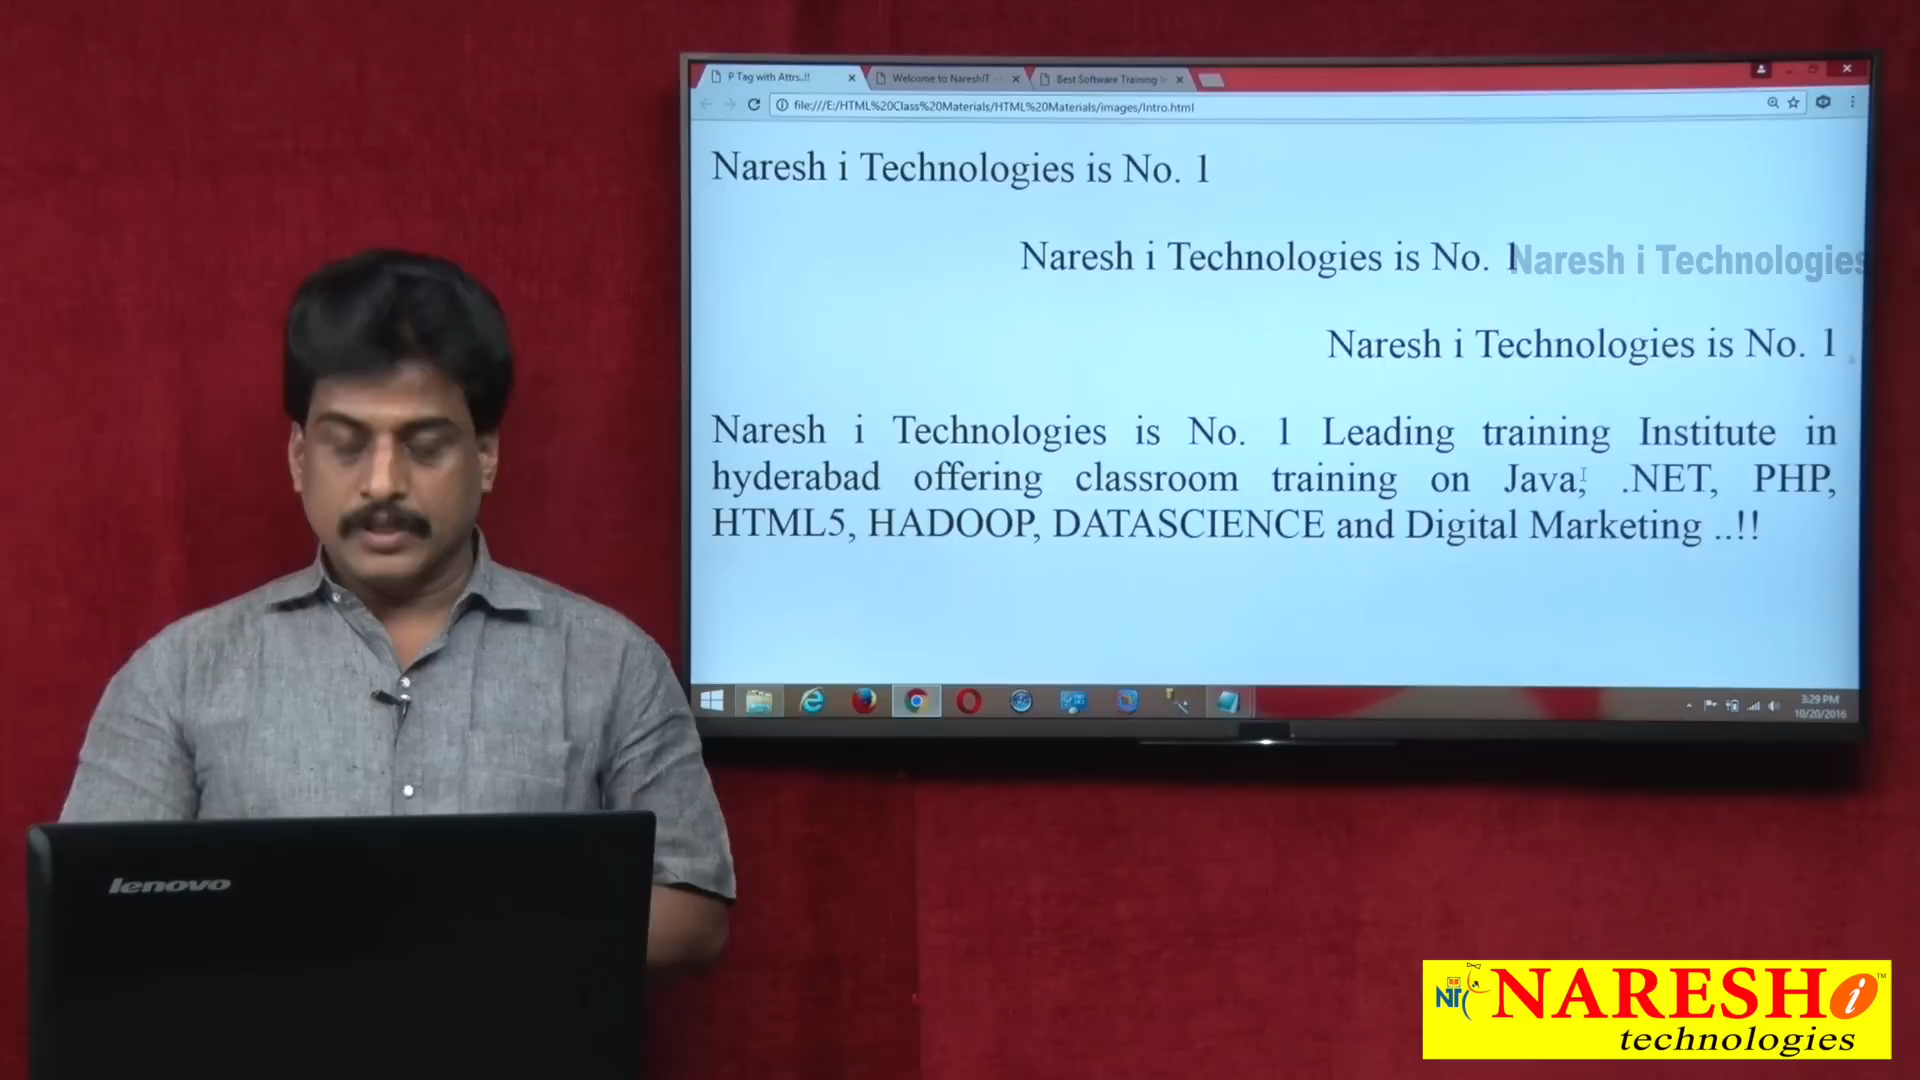 P Tag with Attrs..!!
Welcome to NareshIT
Best Software Training
file:///E:/HTML%20Class%20Materials/HTML%20Materials/images/Intro.html
Naresh i Technologies is No. 1
Naresh i Technologies is No. 1
Naresh i Technologies
Naresh i Technologies is No. 1
Naresh i Technologies is No. 1 Leading training Institute in
hyderabad offering classroom training on Java, .NET, PHP,
HTML5, HADOOP, DATASCIENCE and Digital Marketing ..!!
3:29 PM
10/20/2016
lenovo
NT
NARESH i ™
technologies